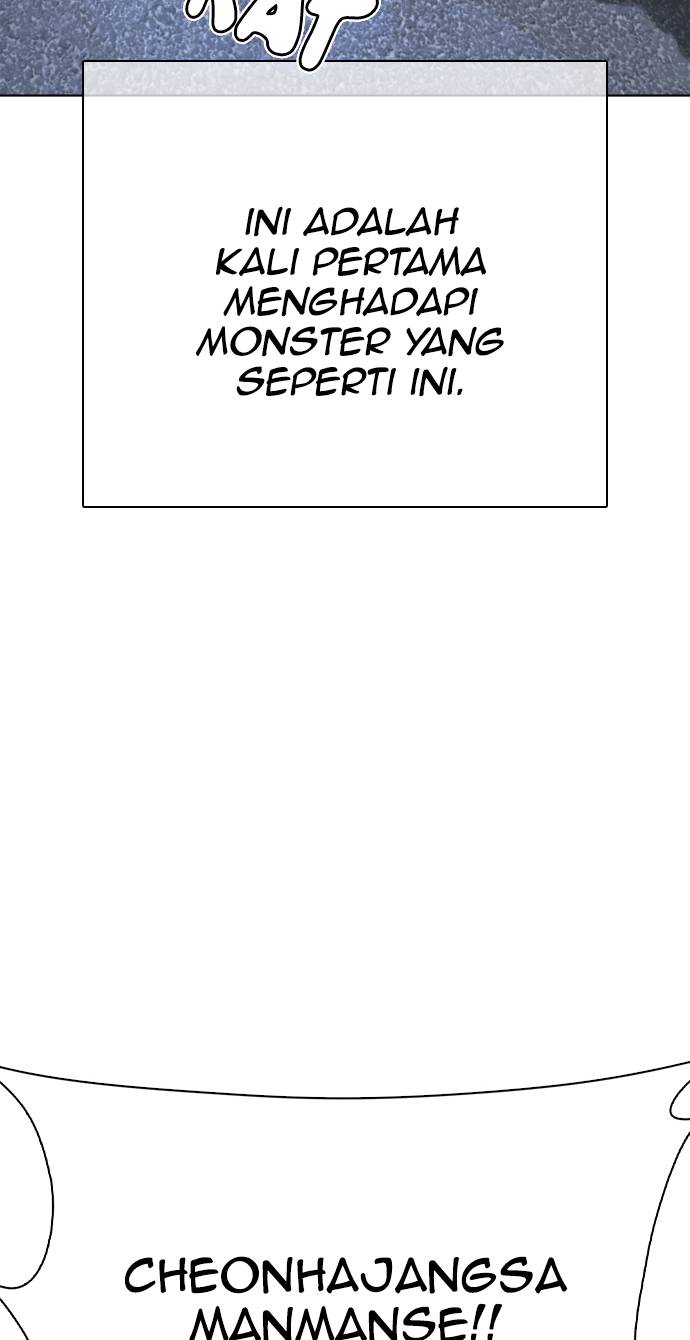 INI ADALAH
KALI PERTAMA
MENGHADAPI
MONSTER YANG
SEPERTI INI.
CHEONHAJANGSA
MANMANSE!!